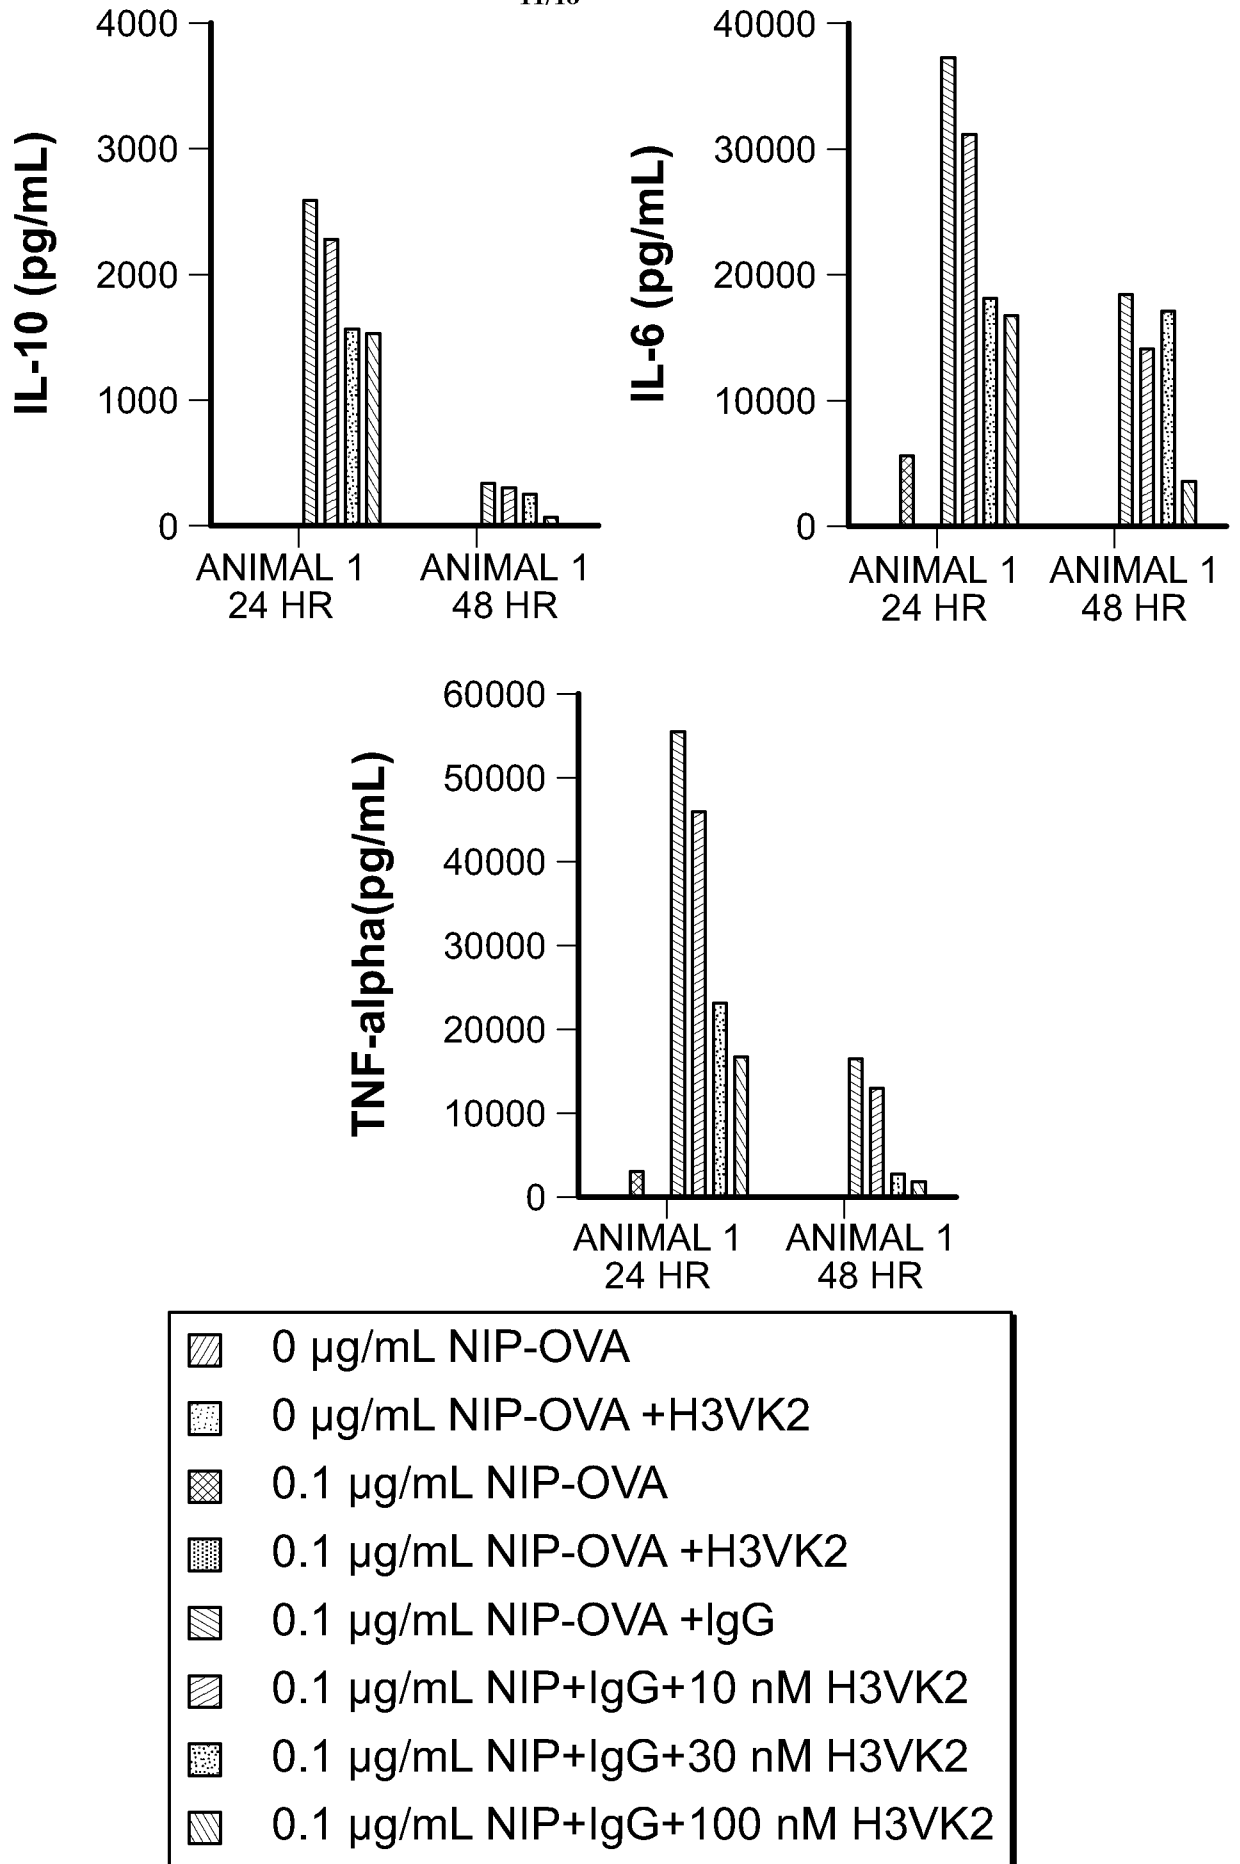 4000
3000
2000
1000
0
IL-10 (pg/mL)
ANIMAL 1
24 HR
ANIMAL 1
48 HR
40000
30000
20000
10000
0
IL-6 (pg/mL)
ANIMAL 1
24 HR
ANIMAL 1
48 HR
60000
50000
40000
30000
20000
10000
0
TNF-alpha(pg/mL)
ANIMAL 1
24 HR
ANIMAL 1
48 HR
0 µg/mL NIP-OVA
0 µg/mL NIP-OVA +H3VK2
0.1 µg/mL NIP-OVA
0.1 µg/mL NIP-OVA +H3VK2
0.1 µg/mL NIP-OVA +IgG
0.1 µg/mL NIP+IgG+10 nM H3VK2
0.1 µg/mL NIP+IgG+30 nM H3VK2
0.1 µg/mL NIP+IgG+100 nM H3VK2